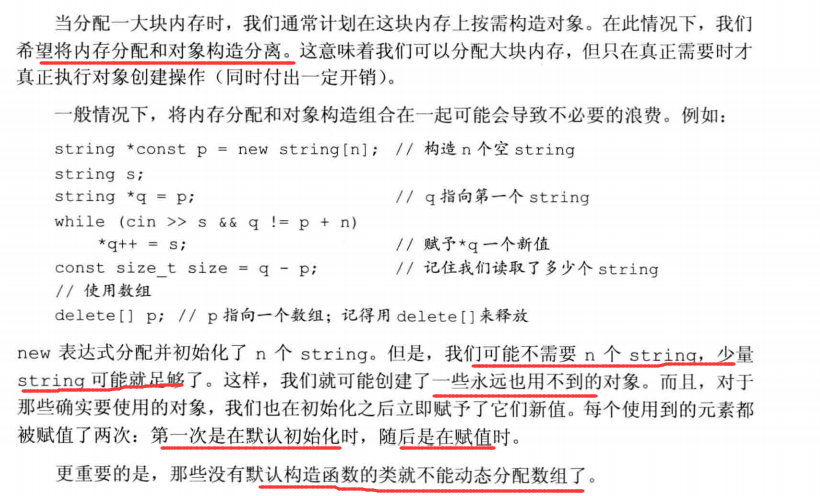 当分配一大块内存时，我们通常计划在这块内存上按需构造对象。在此情况下，我们
希望将内存分配和对象构造分离。这意味着我们可以分配大块内存，但只在真正需要时才
真正执行对象创建操作（同时付出一定开销）。
一般情况下，将内存分配和对象构造组合在一起可能会导致不必要的浪费。例如：
string *const p = new string[n]; // 构造 n 个空 string
string s;
string *q = p; // q 指向第一个 string
while (cin >> s && q != p + n)
*q++ = s; // 赋予*q 一个新值
const size_t size = q - p; // 记住我们读取了多少个 string
// 使用数组
delete[] p; // p 指向一个数组；记得用 delete[]来释放
new 表达式分配并初始化了 n 个 string。但是，我们可能不需要 n 个 string，少量
string 可能就足够了。这样，我们就可能创建了一些永远也用不到的对象。而且，对于
那些确实要使用的对象，我们也在初始化之后立即赋予了它们新值。每个使用到的元素都
被赋值了两次：第一次是在默认初始化时，随后是在赋值时。
更重要的是，那些没有默认构造函数的类就不能动态分配数组了。